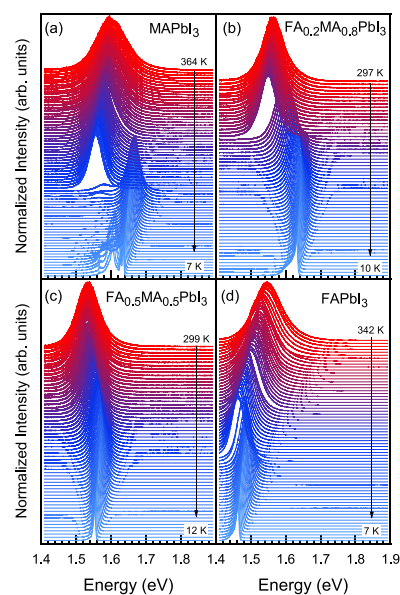 (a) MAPbI3
364 K
7 K
(b) FA0.2MA0.8PbI3
297 K
10 K
Normalized Intensity (arb. units)
(c) FA0.5MA0.5PbI3
299 K
12 K
(d) FAPbI3
342 K
7 K
Normalized Intensity (arb. units)
1.4 1.5 1.6 1.7 1.8 1.4 1.5 1.6 1.7 1.8 1.9
Energy (eV) Energy (eV)